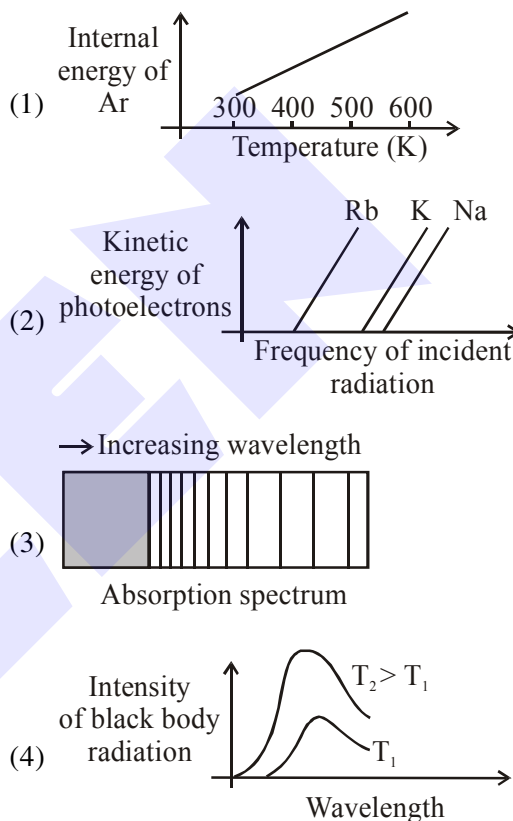 Internal
energy of
Ar
(1)
300 400 500 600
Temperature (K)
Rb K Na
Kinetic
energy of
photoelectrons
(2)
Frequency of incident
radiation
→ Increasing wavelength
(3)
Absorption spectrum
Intensity
of black body
radiation
T₂ > T₁
(4)
T₁
Wavelength